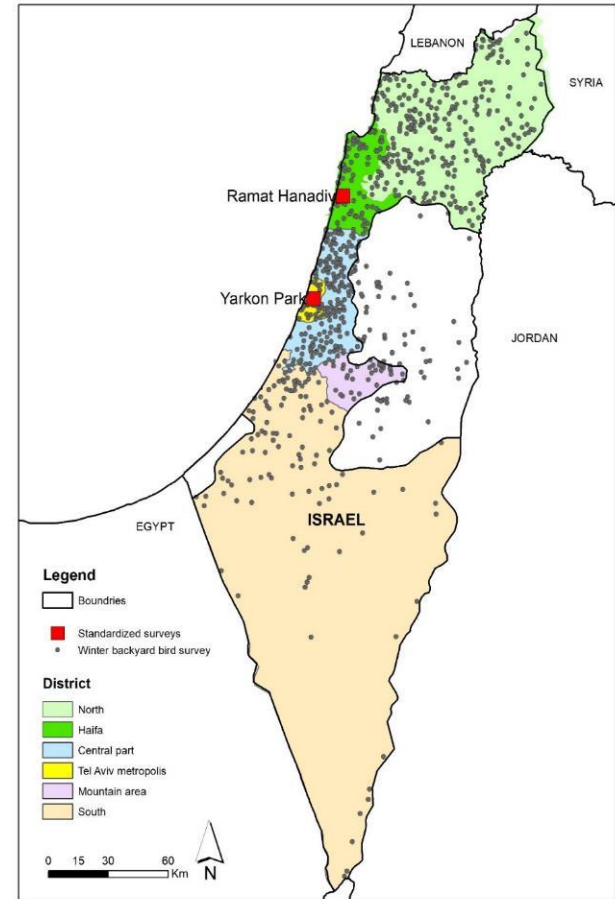 LEBANON
SYRIA
Ramat Hanadiv
Yarkon Park
JORDAN
EGYPT
ISRAEL
Legend
Boundries
Standardized surveys
Winter backyard bird survey
District
North
Haifa
Central part
Tel Aviv metropolis
Mountain area
South
0 15 30 60
Km
N